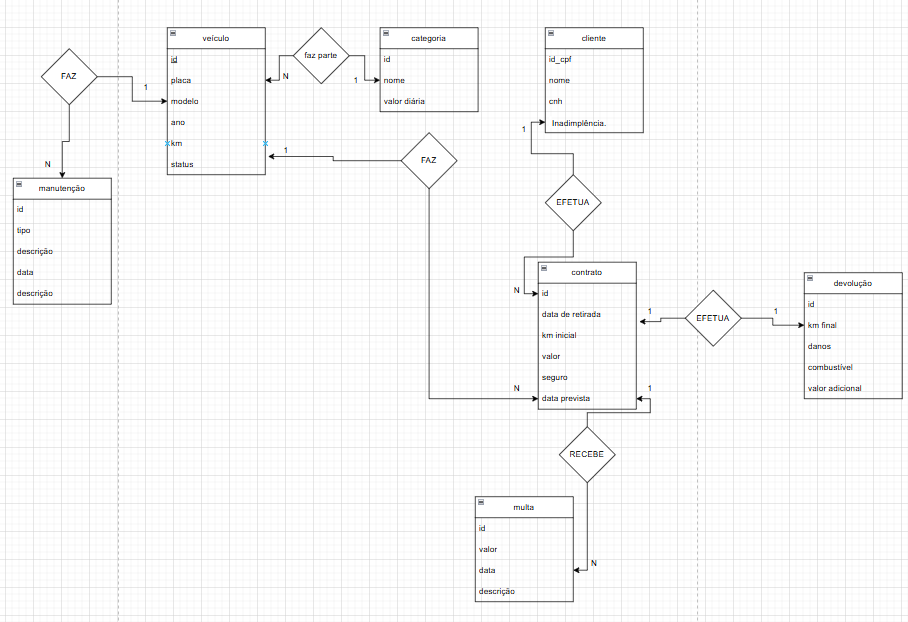 FAZ
1
N
manutenção
id
tipo
descrição
data
descrição
veículo
id
placa
modelo
ano
km
status
faz parte
N
1
categoria
id
nome
valor diária
cliente
id_cpf
nome
cnh
Inadimplência.
1
FAZ
1
N
EFETUA
N
contrato
id
data de retirada
km inicial
valor
seguro
data prevista
1
EFETUA
1
devolução
id
km final
danos
combustível
valor adicional
1
RECEBE
N
multa
id
valor
data
descrição